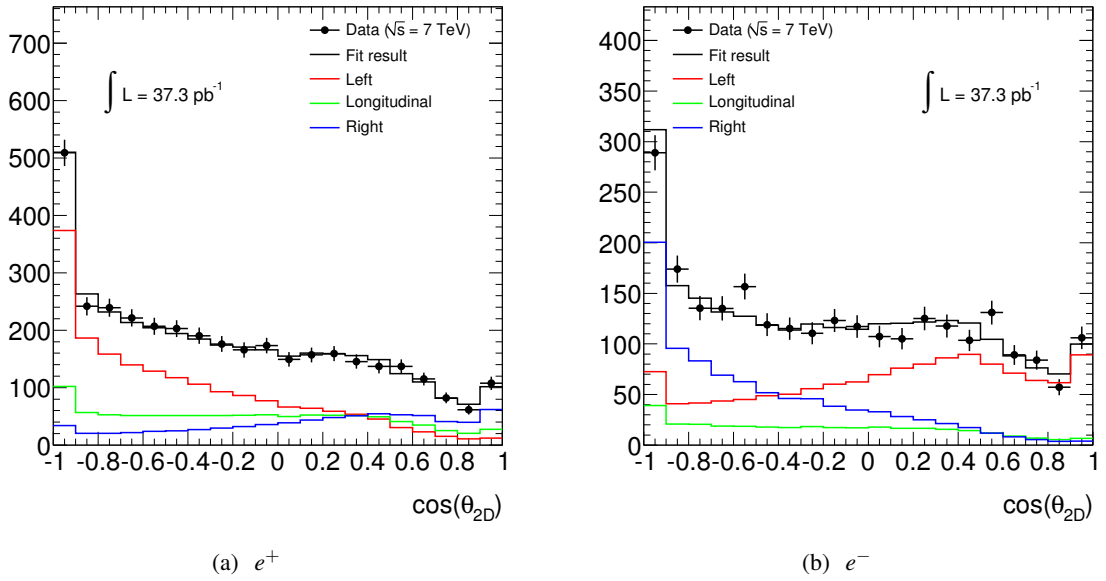 700
600
500
400
300
200
100
0
-1 -0.8 -0.6 -0.4 -0.2 0 0.2 0.4 0.6 0.8 1
cos(θ2D)
∫ L = 37.3 pb-1
Data (√s = 7 TeV)
Fit result
Left
Longitudinal
Right
(a) e+
400
350
300
250
200
150
100
50
0
-1 -0.8 -0.6 -0.4 -0.2 0 0.2 0.4 0.6 0.8 1
cos(θ2D)
Data (√s = 7 TeV)
Fit result
Left
Longitudinal
Right
∫ L = 37.3 pb-1
(b) e−